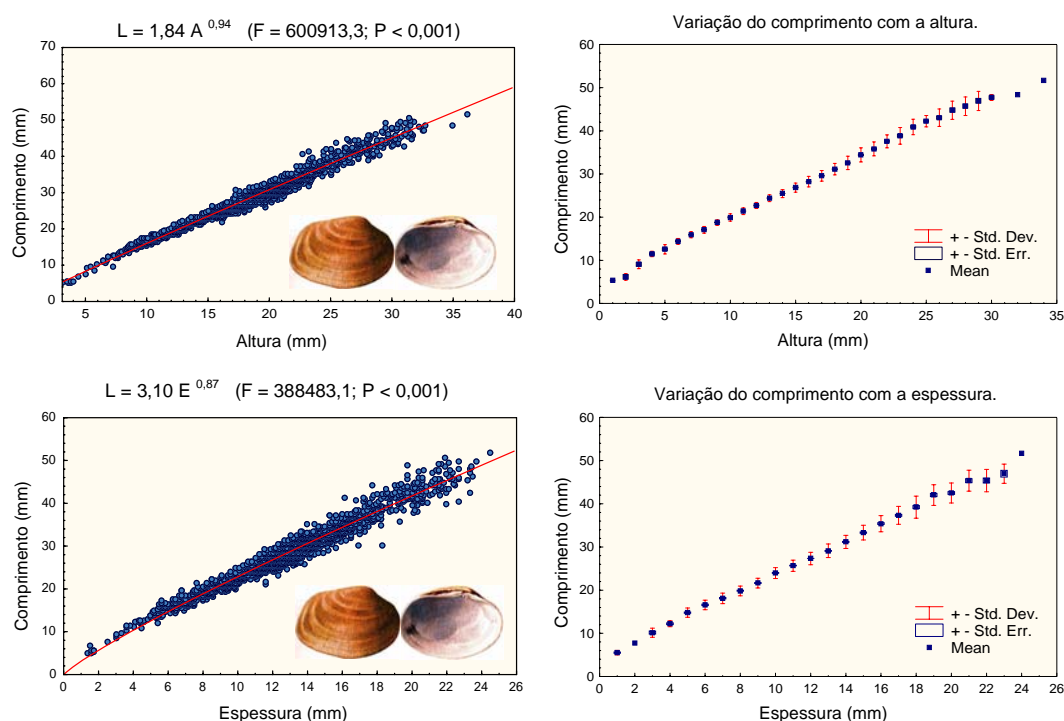 L = 1,84 A 0,94 (F = 600913,3; P < 0,001)
Comprimento (mm)
70
60
50
40
30
20
10
0
5 10 15 20 25 30 35 40
Altura (mm)
Variação do comprimento com a altura.
Comprimento (mm)
60
50
40
30
20
10
0
+ - Std. Dev.
+ - Std. Err.
Mean
0 5 10 15 20 25 30 35
Altura (mm)
L = 3,10 E 0,87 (F = 388483,1; P < 0,001)
Comprimento (mm)
60
50
40
30
20
10
0
0 2 4 6 8 10 12 14 16 18 20 22 24 26
Espessura (mm)
Variação do comprimento com a espessura.
Comprimento (mm)
60
50
40
30
20
10
0
+ - Std. Dev.
+ - Std. Err.
Mean
0 2 4 6 8 10 12 14 16 18 20 22 24 26
Espessura (mm)